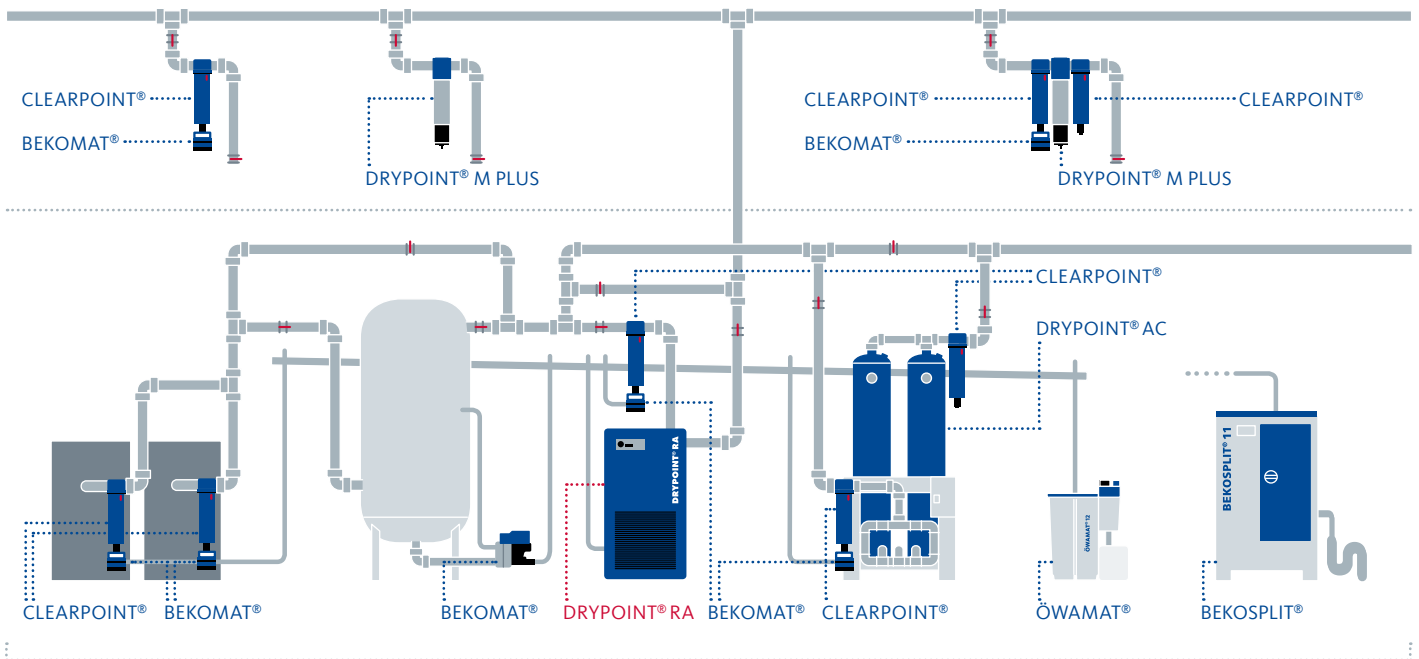 CLEARPOINT®
BEKOMAT®
DRYPOINT® M PLUS
CLEARPOINT®
CLEARPOINT®
BEKOMAT®
DRYPOINT® M PLUS
CLEARPOINT®
DRYPOINT® AC
DRYPOINT® RA
BEKOSPLIT® 11
ÖWAMAT® 12
CLEARPOINT®
BEKOMAT®
BEKOMAT®
DRYPOINT® RA
BEKOMAT®
CLEARPOINT®
ÖWAMAT®
BEKOSPLIT®